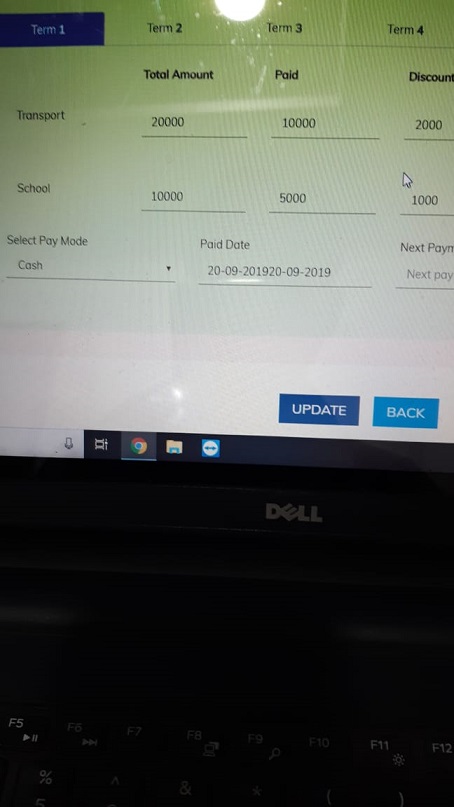 Term 1 Term 2 Term 3 Term 4
Total Amount Paid Discount
Transport 20000 10000 2000
School 10000 5000 1000
Select Pay Mode Paid Date Next Paym
Cash 20-09-201920-09-2019 Next pay
UPDATE BACK
DELL
F5 F6 F7 F8 F9 F10 F11 F12
% ^ & * ( )
5